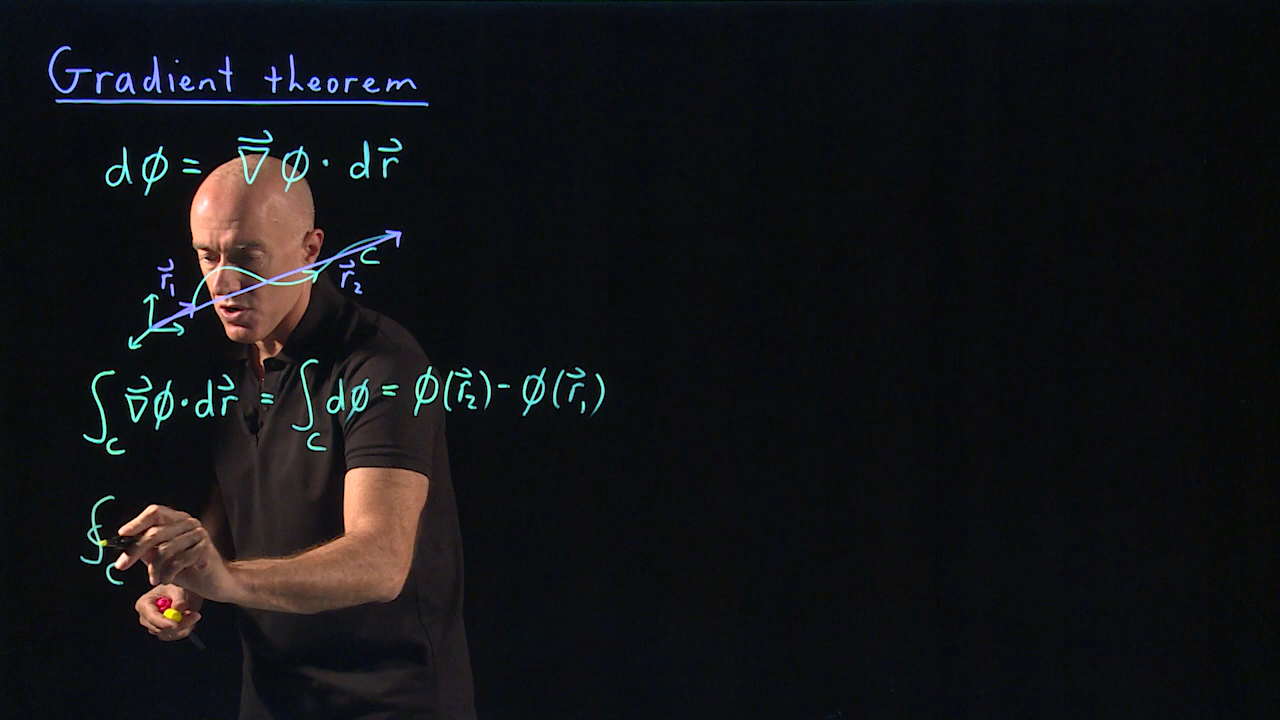 Gradient theorem
dϕ = ∇⃗ϕ · dr⃗
r⃗₁ r⃗₂ C
∫_C ∇⃗ϕ · dr⃗ = ∫_C dϕ = ϕ(r⃗₂) - ϕ(r⃗₁)
∮_C